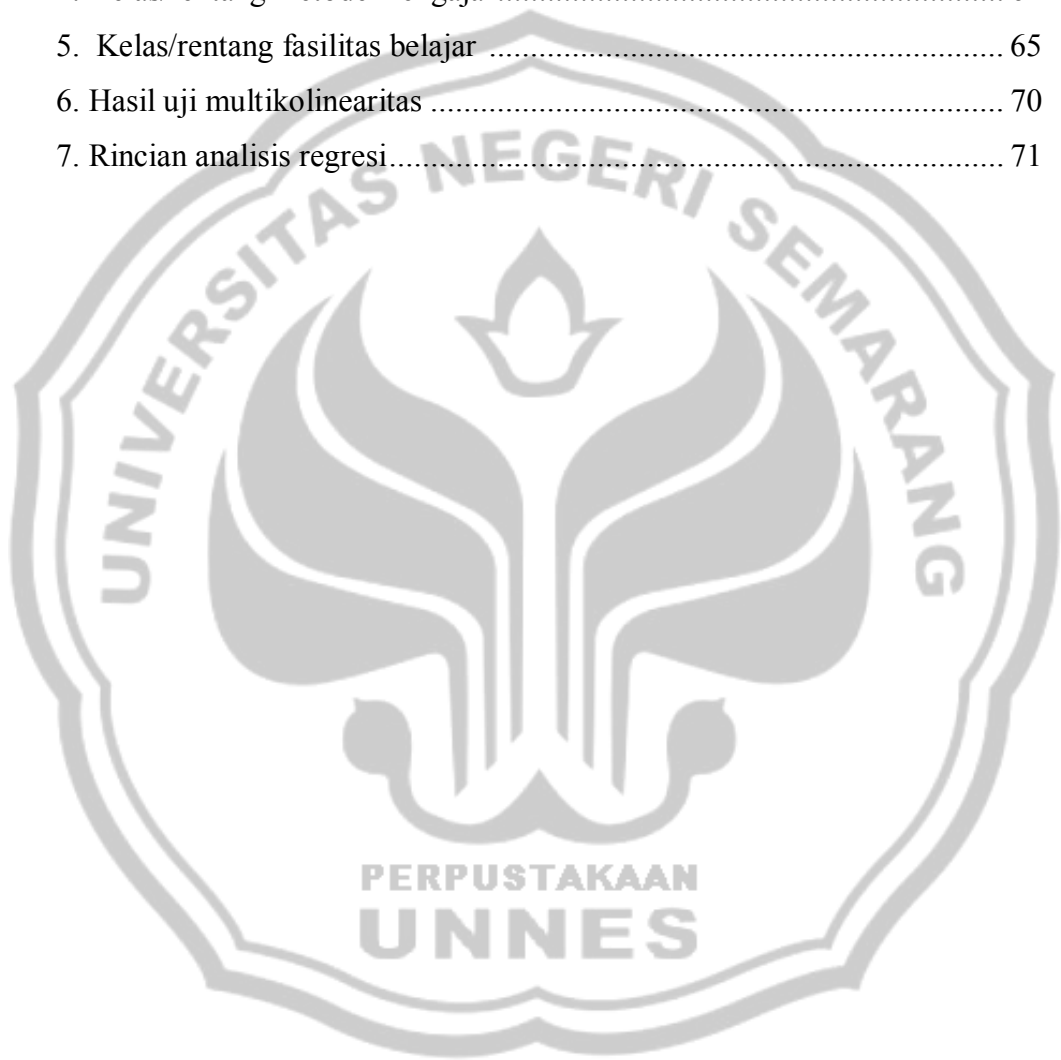 5. Kelas/rentang fasilitas belajar ................................................................ 65
6. Hasil uji multikolinearitas ....................................................................... 70
7. Rincian analisis regresi............................................................................ 71
UNIVERSITAS NEGERI SEMARANG
PERPUSTAKAAN
UNNES